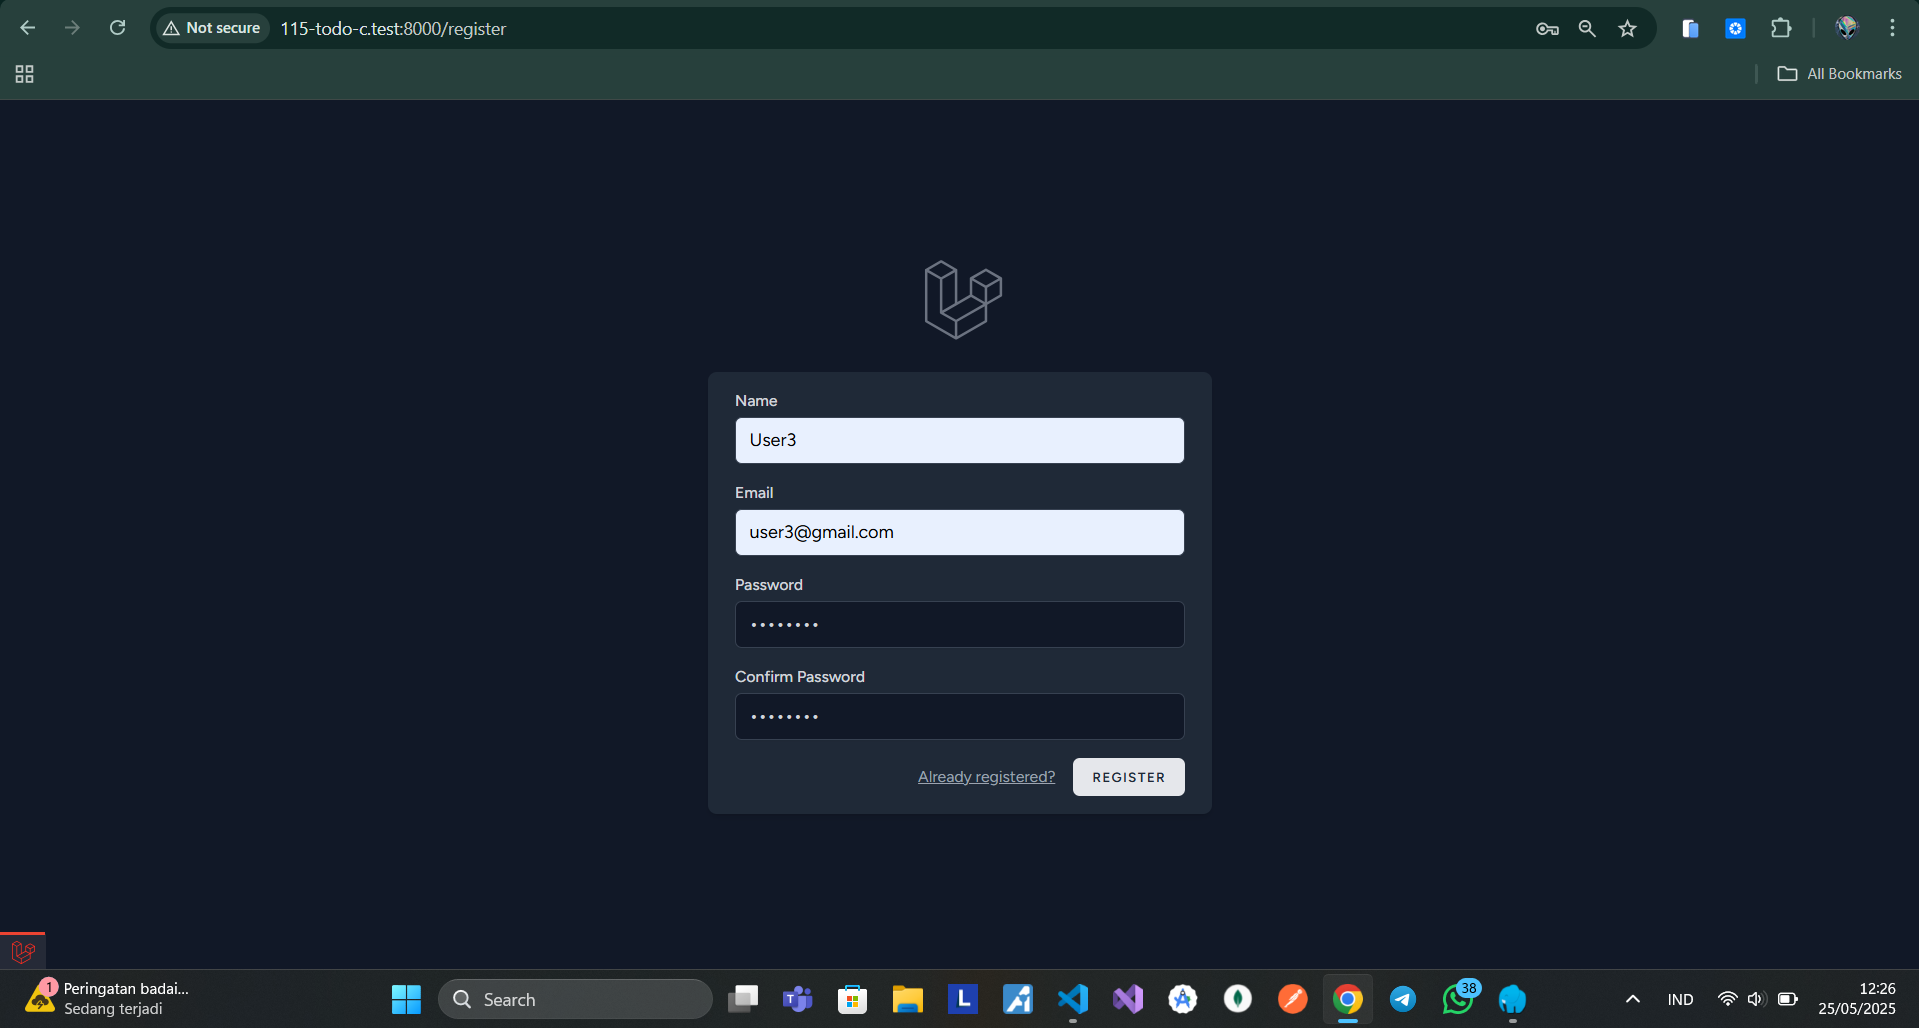 Not secure
115-todo-c.test:8000/register
All Bookmarks
Name
User3
Email
user3@gmail.com
Password
••••••••
Confirm Password
••••••••
Already registered?
REGISTER
1
Peringatan badai...
Sedang terjadi
Search
T
L
38
IND
12:26
25/05/2025